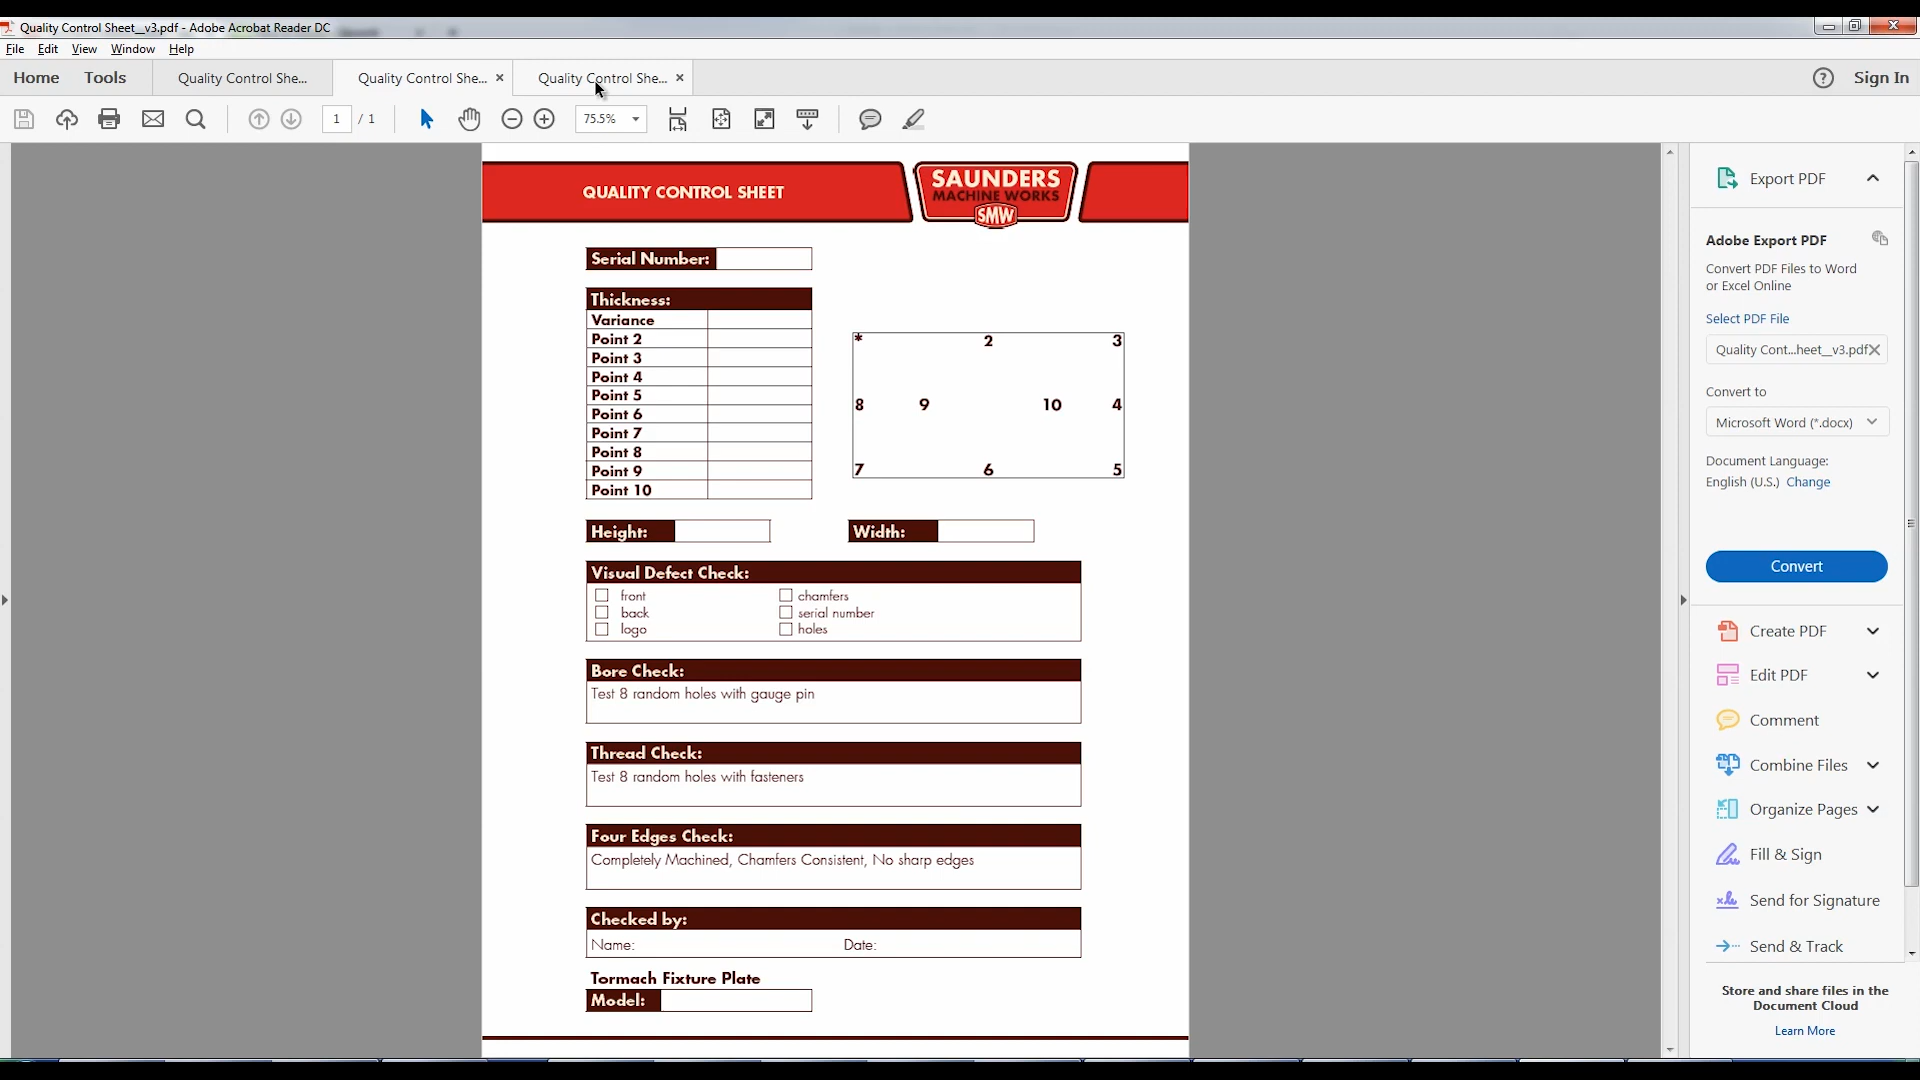 Quality Control Sheet__v3.pdf - Adobe Acrobat Reader DC
File Edit View Window Help
Home Tools Quality Control She... Quality Control She... × Quality Control She... × ? Sign In
1 / 1 75.5%
QUALITY CONTROL SHEET
SAUNDERS
MACHINE WORKS
SMW
Serial Number:
Thickness:
Variance
Point 2
Point 3
Point 4
Point 5
Point 6
Point 7
Point 8
Point 9
Point 10
* 2 3
8 9 10 4
7 6 5
Height: Width:
Visual Defect Check:
front chamfers
back serial number
logo holes
Bore Check:
Test 8 random holes with gauge pin
Thread Check:
Test 8 random holes with fasteners
Four Edges Check:
Completely Machined, Chamfers Consistent, No sharp edges
Checked by:
Name: Date:
Tormach Fixture Plate
Model:
Export PDF
Adobe Export PDF
Convert PDF Files to Word
or Excel Online
Select PDF File
Quality Cont...heet__v3.pdf
Convert to
Microsoft Word (*.docx)
Document Language:
English (U.S.) Change
Convert
Create PDF
Edit PDF
Comment
Combine Files
Organize Pages
Fill & Sign
Send for Signature
Send & Track
Store and share files in the
Document Cloud
Learn More